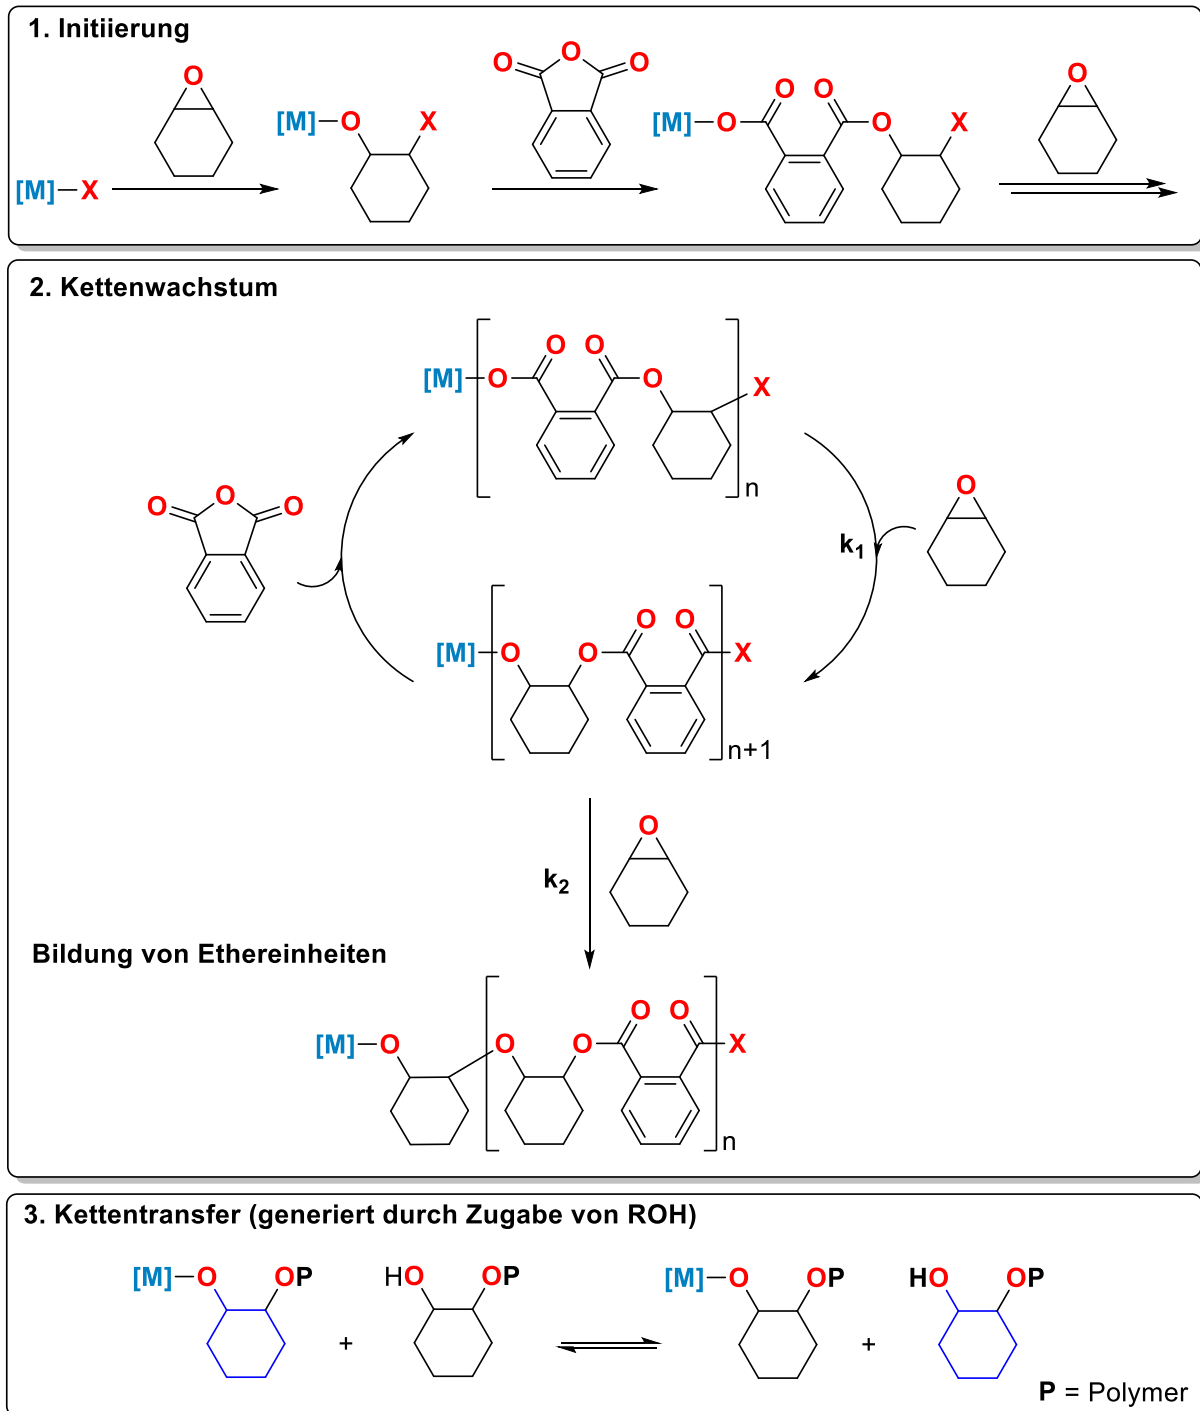 1. Initiierung
O
O
O
O
[M]–O
X
[M]–O
O
O
O
X
O
[M]–X
2. Kettenwachstum
O
O
[M]
O
O
X
n
O
O
O
O
k1
O
O
[M]
O
O
X
n+1
O
k2
Bildung von Ethereinheiten
O
O
[M]–O
O
O
X
n
3. Kettentransfer (generiert durch Zugabe von ROH)
[M]–O
OP
HO
OP
[M]–O
OP
HO
OP
+
+
P = Polymer